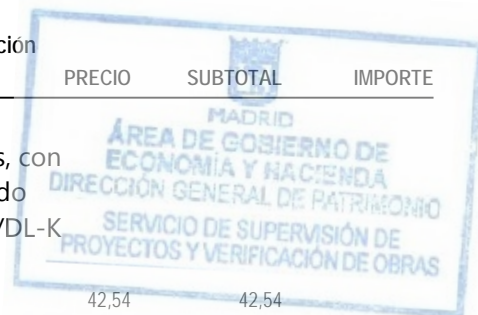 ción
PRECIO SUBTOTAL IMPORTE
MADRID
ÁREA DE GOBIERNO DE
s, con
ECONOMÍA Y HACIENDA
do
DIRECCIÓN GENERAL DE PATRIMONIO
/DL-K
SERVICIO DE SUPERVISIÓN DE
PROYECTOS Y VERIFICACIÓN DE OBRAS
42,54 42,54